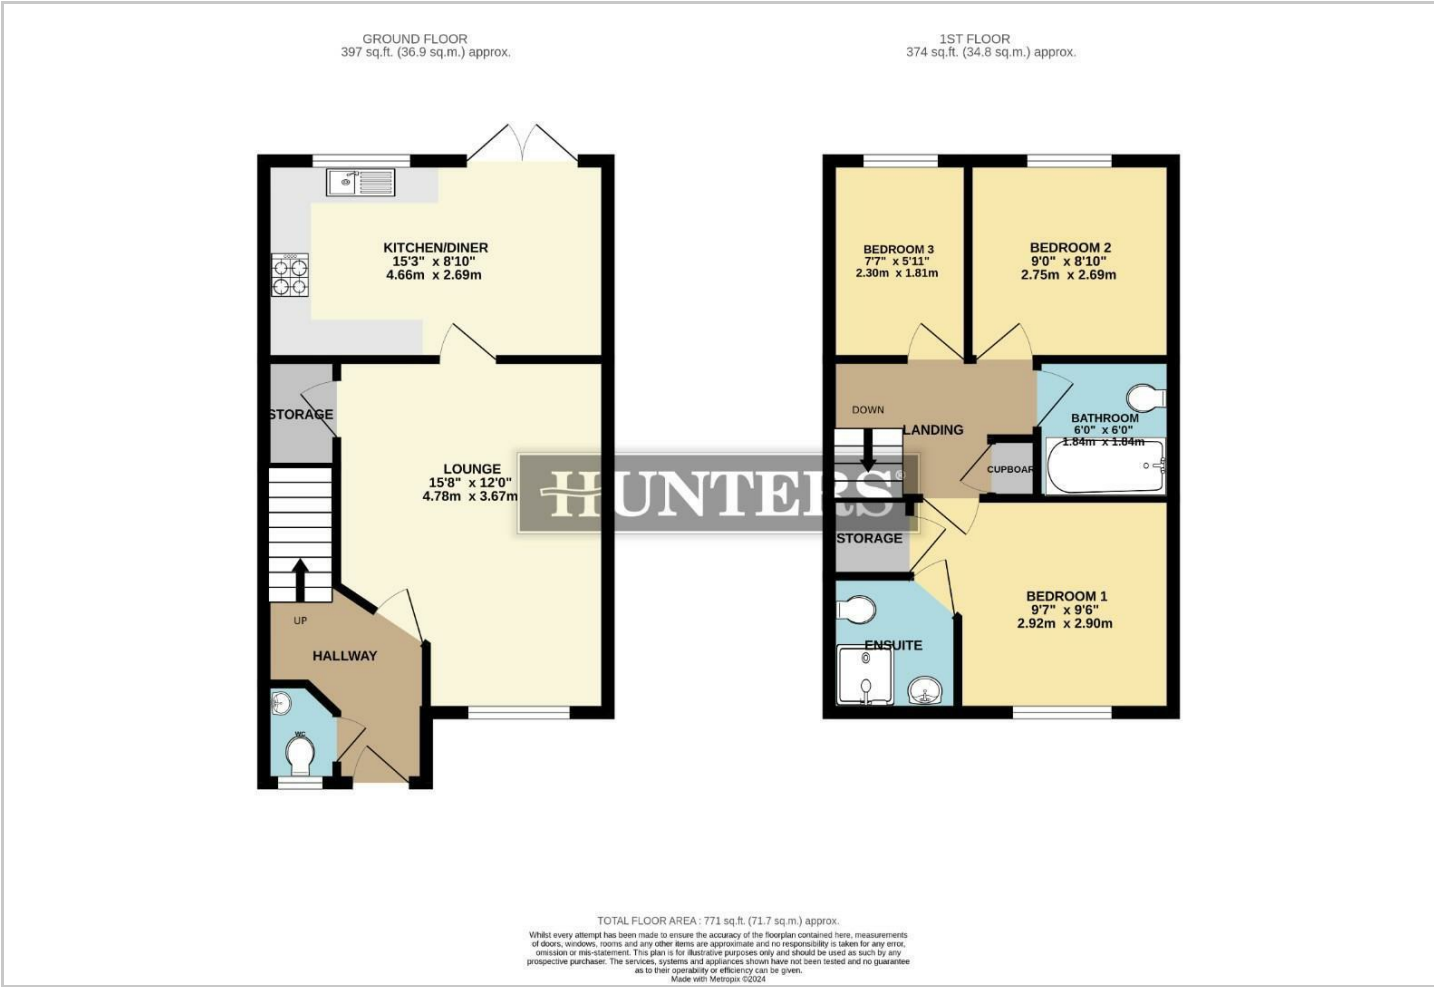 GROUND FLOOR
397 sq.ft. (36.9 sq.m.) approx.
1ST FLOOR
374 sq.ft. (34.8 sq.m.) approx.
KITCHEN/DINER
15'3" x 8'10"
4.66m x 2.69m
STORAGE
LOUNGE
15'8" x 12'0"
4.78m x 3.67m
UP
HALLWAY
WC
BEDROOM 3
7'7" x 5'11"
2.30m x 1.81m
BEDROOM 2
9'0" x 8'10"
2.75m x 2.69m
DOWN
LANDING
BATHROOM
6'0" x 6'0"
1.84m x 1.84m
CUPBOAR
STORAGE
BEDROOM 1
9'7" x 9'6"
2.92m x 2.90m
ENSUITE
HUNTERS®
TOTAL FLOOR AREA : 771 sq.ft. (71.7 sq.m.) approx.
Whilst every attempt has been made to ensure the accuracy of the floorplan contained here, measurements
of doors, windows, rooms and any other items are approximate and no responsibility is taken for any error,
omission or mis-statement. This plan is for illustrative purposes only and should be used as such by any
prospective purchaser. The services, systems and appliances shown have not been tested and no guarantee
as to their operability or efficiency can be given.
Made with Metropix ©2024